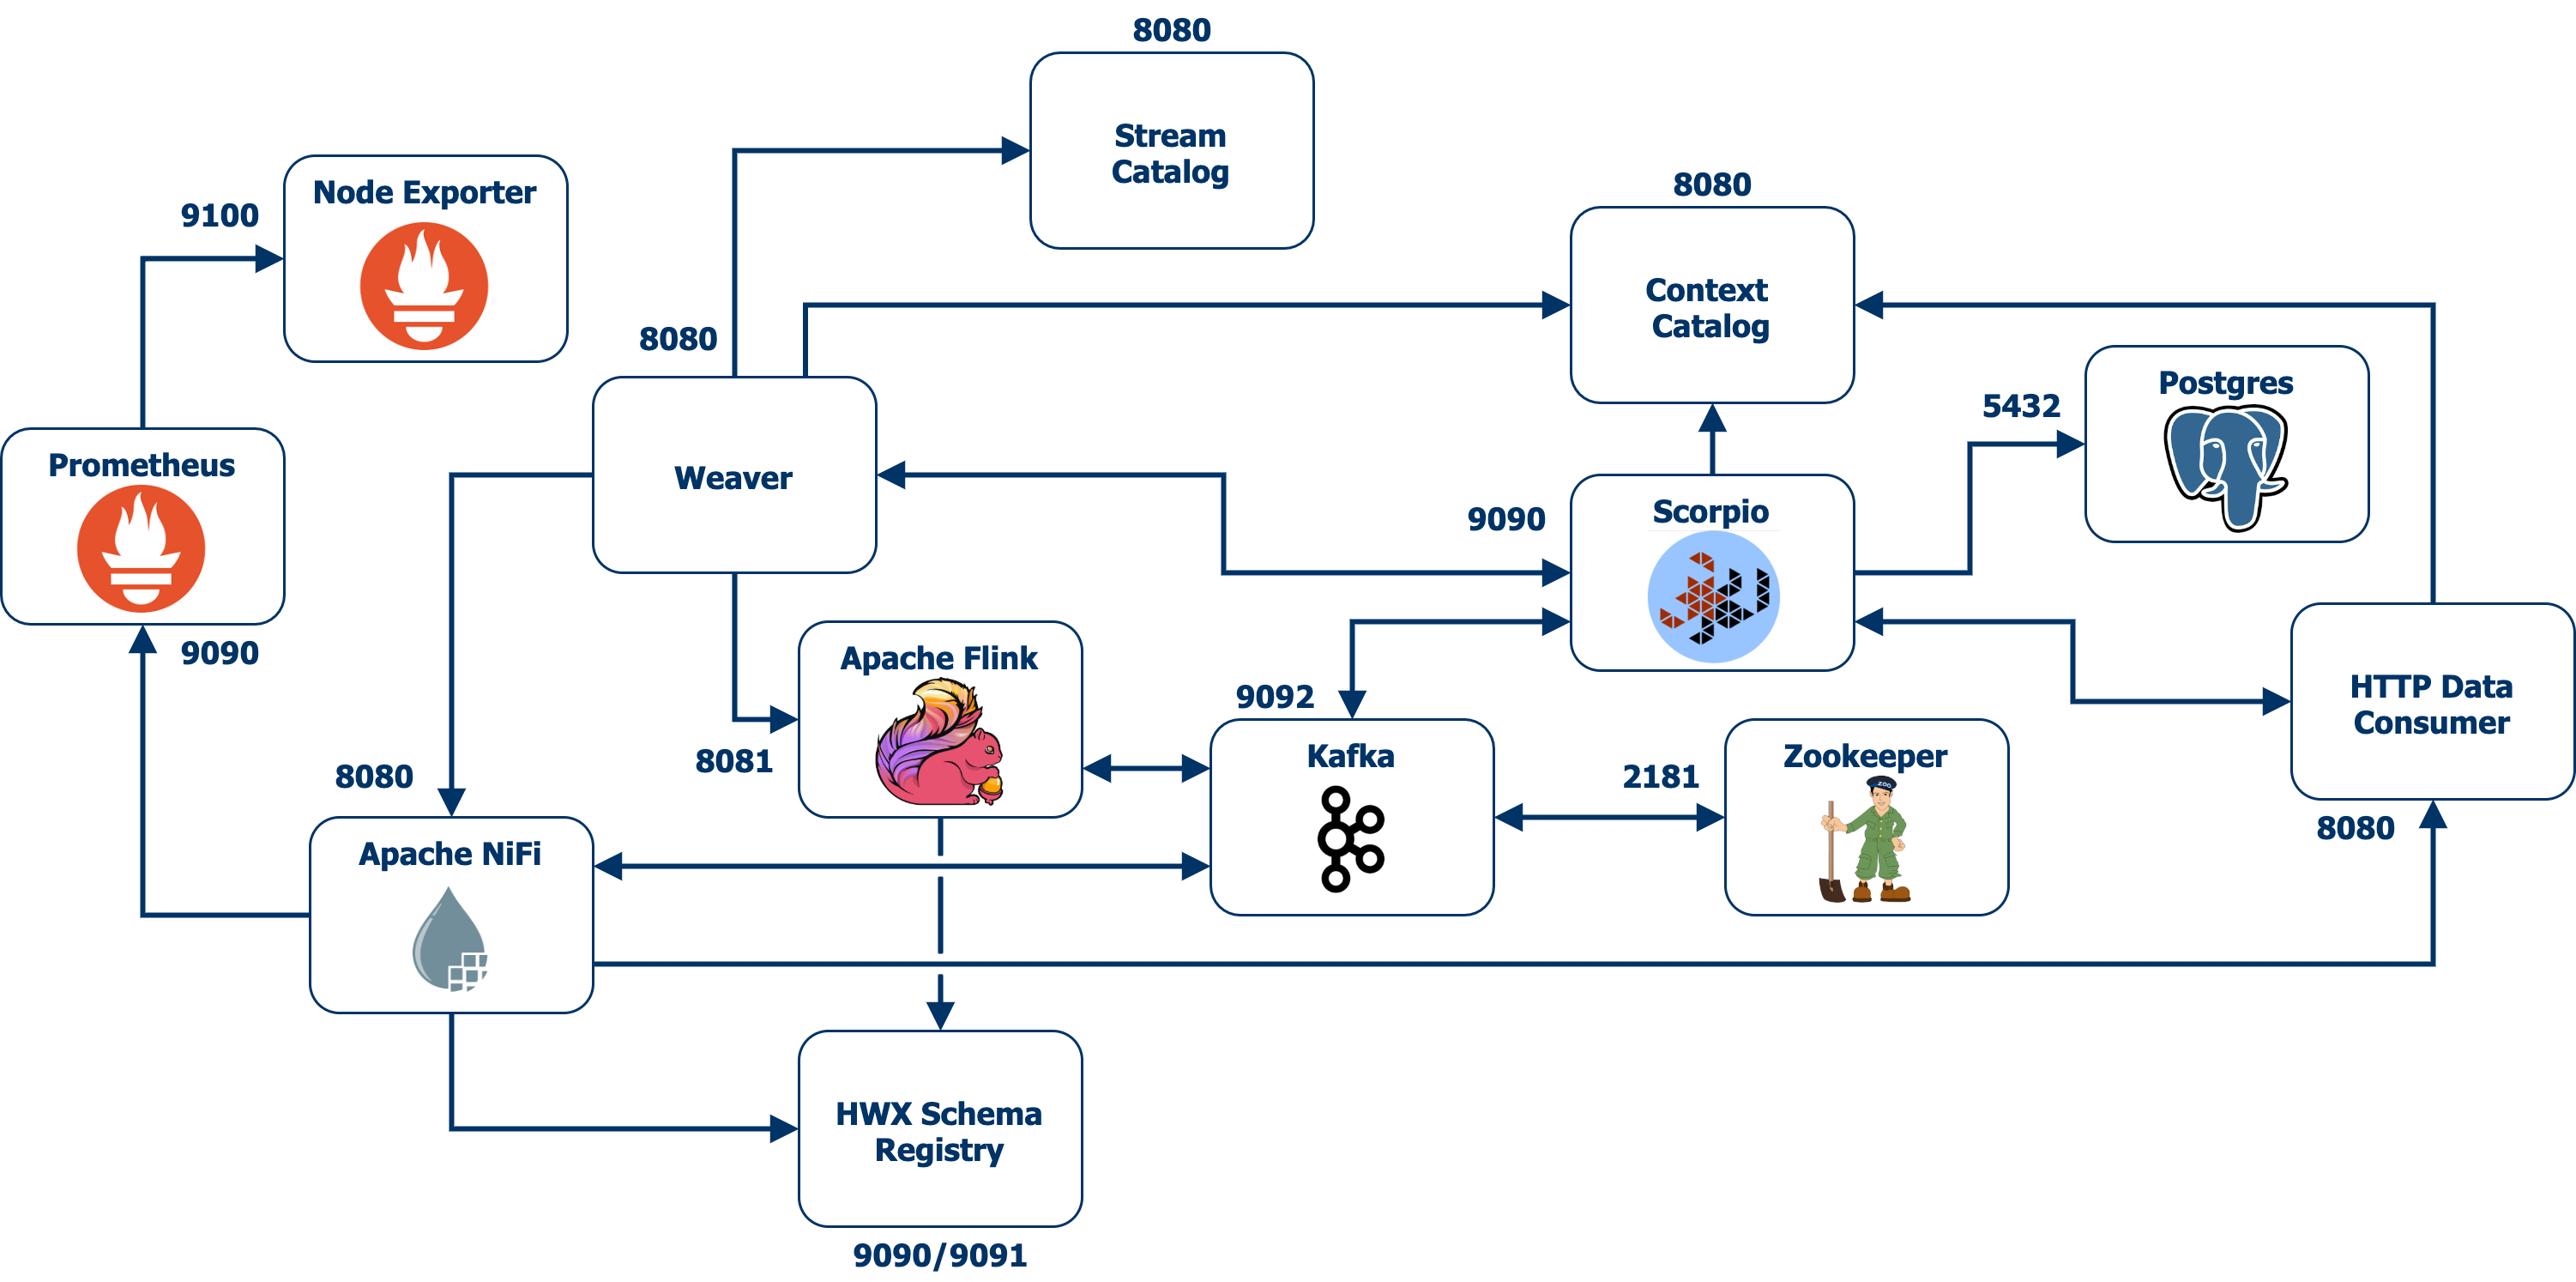 8080
Stream
Catalog
Node Exporter
9100
8080
Context
Catalog
8080
Postgres
5432
Prometheus
Weaver
9090
Scorpio
9090
Apache Flink
8081
9092
Kafka
2181
Zookeeper
ZOO
HTTP Data
Consumer
8080
8080
Apache NiFi
HWX Schema
Registry
9090/9091